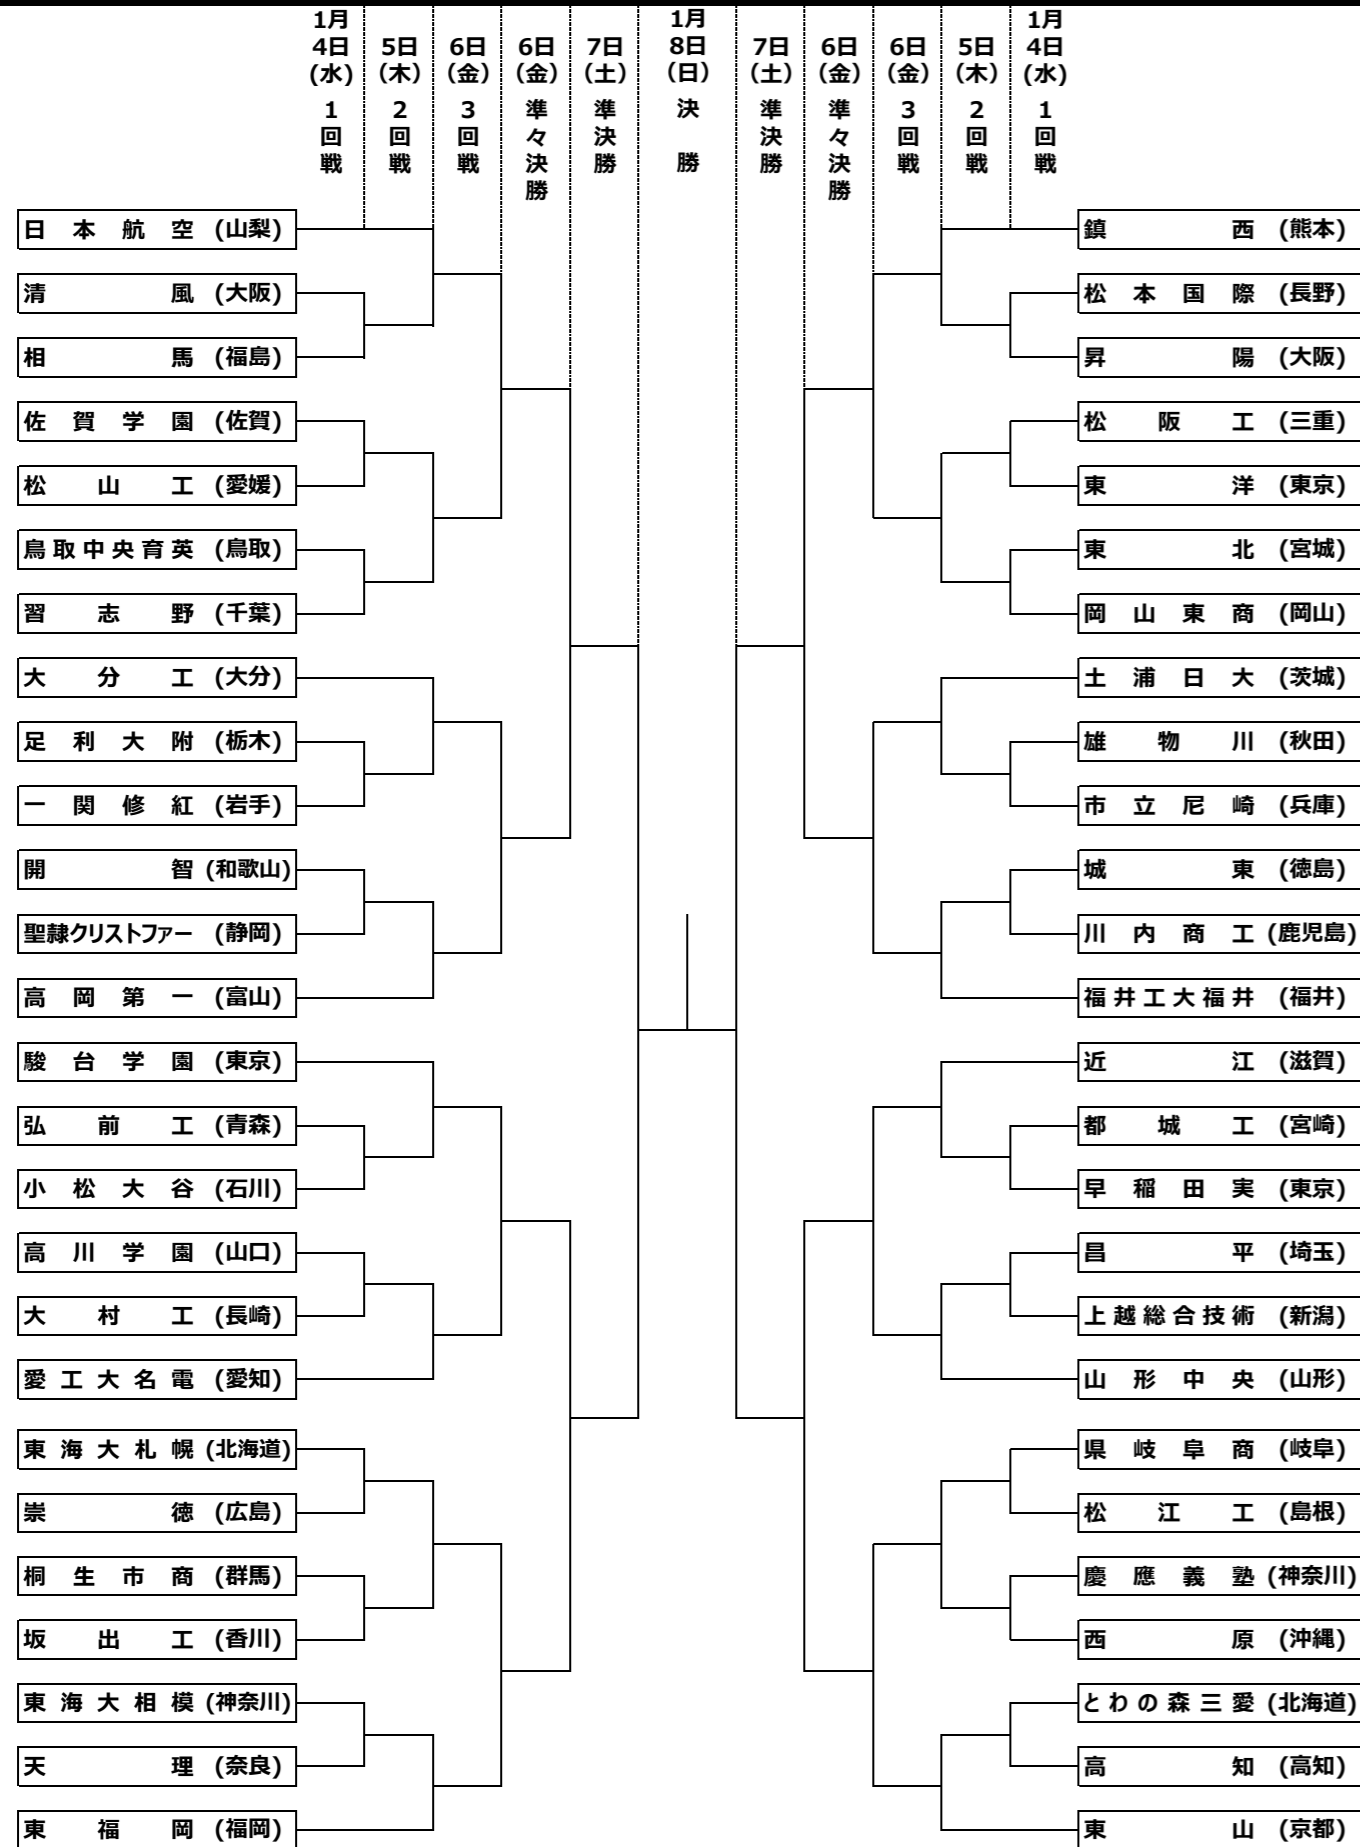 1月4日(水) 1回戦
5日(木) 2回戦
6日(金) 3回戦
6日(金) 準々決勝
7日(土) 準決勝
1月8日(日) 決勝
7日(土) 準決勝
6日(金) 準々決勝
6日(金) 3回戦
5日(木) 2回戦
1月4日(水) 1回戦
日本航空 (山梨)
清風 (大阪)
相馬 (福島)
佐賀学園 (佐賀)
松山工 (愛媛)
鳥取中央育英 (鳥取)
習志野 (千葉)
大分工 (大分)
足利大附 (栃木)
一関修紅 (岩手)
開智 (和歌山)
聖隷クリストファー (静岡)
高岡第一 (富山)
駿台学園 (東京)
弘前工 (青森)
小松大谷 (石川)
高川学園 (山口)
大村工 (長崎)
愛工大名電 (愛知)
東海大札幌 (北海道)
崇徳 (広島)
桐生市商 (群馬)
坂出工 (香川)
東海大相模 (神奈川)
天理 (奈良)
東福岡 (福岡)
鎮西 (熊本)
松本国際 (長野)
昇陽 (大阪)
松阪工 (三重)
東洋 (東京)
東北 (宮城)
岡山東商 (岡山)
土浦日大 (茨城)
雄物川 (秋田)
市立尼崎 (兵庫)
城東 (徳島)
川内商工 (鹿児島)
福井工大福井 (福井)
近江 (滋賀)
都城工 (宮崎)
早稲田実 (東京)
昌平 (埼玉)
上越総合技術 (新潟)
山形中央 (山形)
県岐阜商 (岐阜)
松江工 (島根)
慶應義塾 (神奈川)
西原 (沖縄)
とわの森三愛 (北海道)
高知 (高知)
東山 (京都)